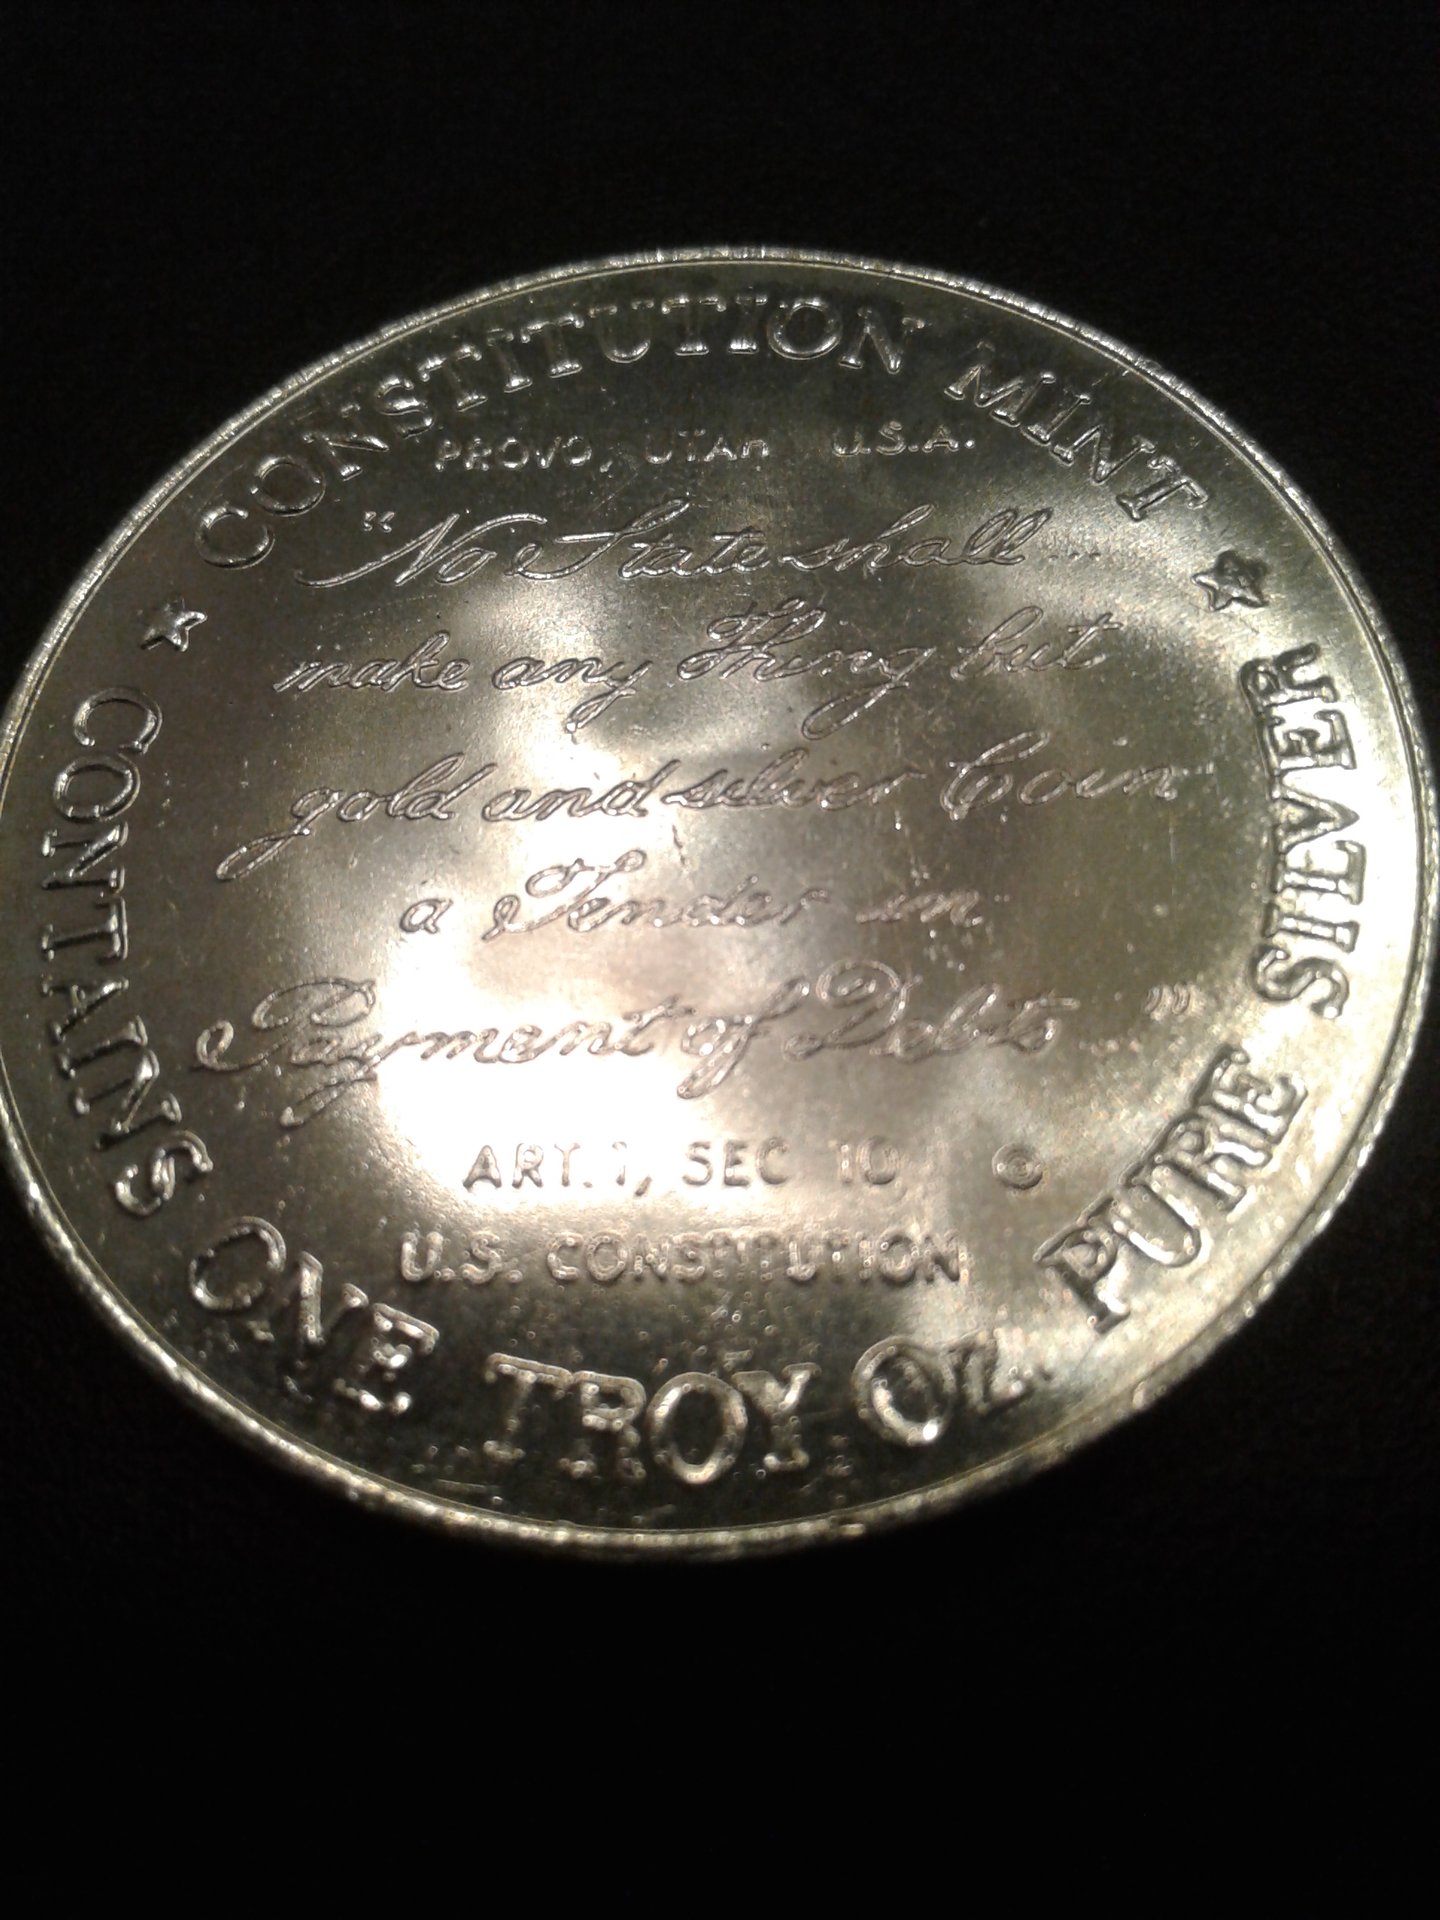 CONSTITUTION MINT
PROVO, UTAH U.S.A.
"No State shall...
make any Thing but
gold and silver Coin
a Tender in
Payment of Debts..."
ART. 1, SEC 10 ©
U.S. CONSTITUTION
CONTAINS ONE TROY OZ. PURE SILVER